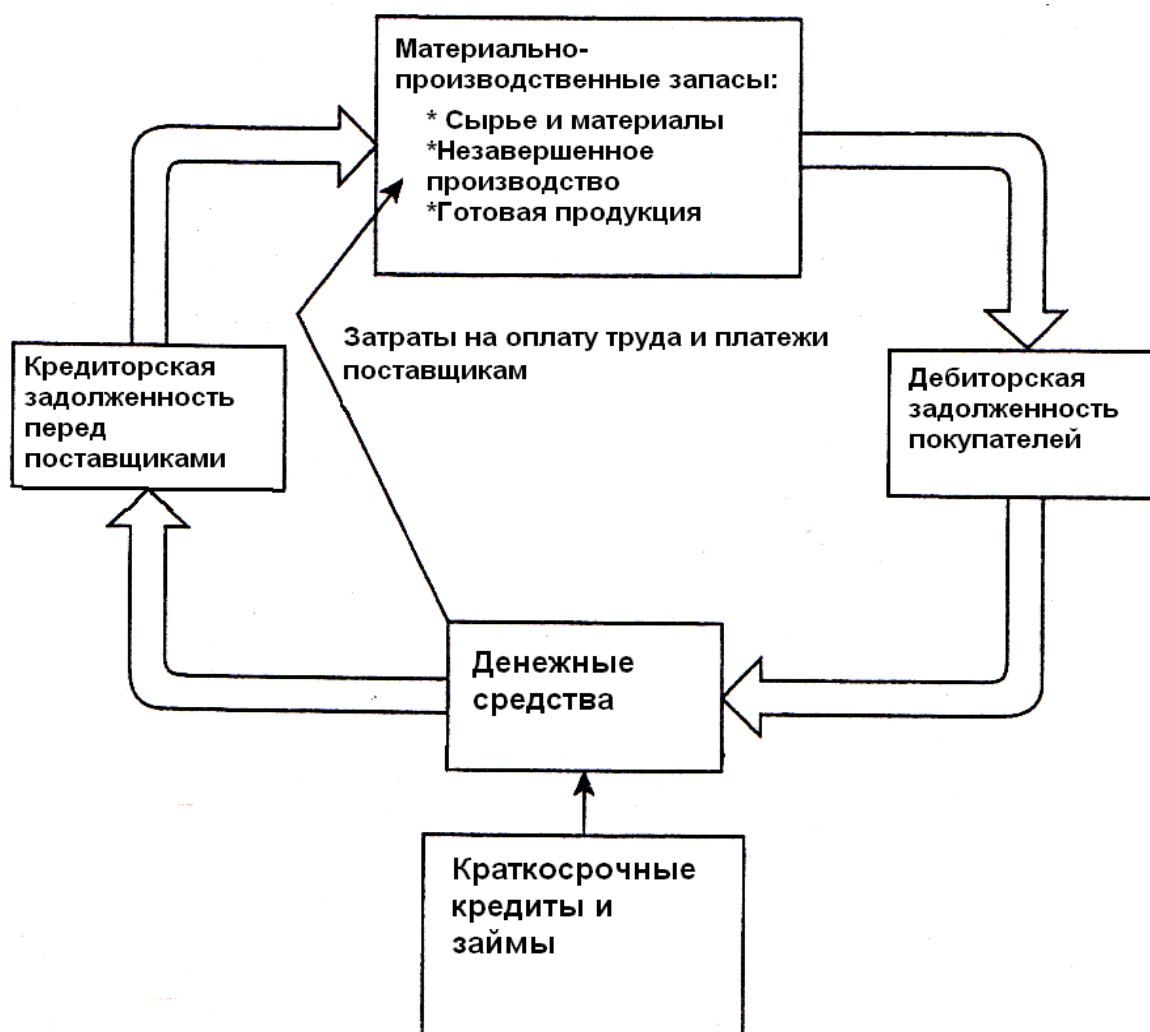 Материально-
производственные запасы:
* Сырье и материалы
*Незавершенное
производство
*Готовая продукция
Затраты на оплату труда и платежи
поставщикам
Кредиторская
задолженность
перед
поставщиками
Дебиторская
задолженность
покупателей
Денежные
средства
Краткосрочные
кредиты и
займы